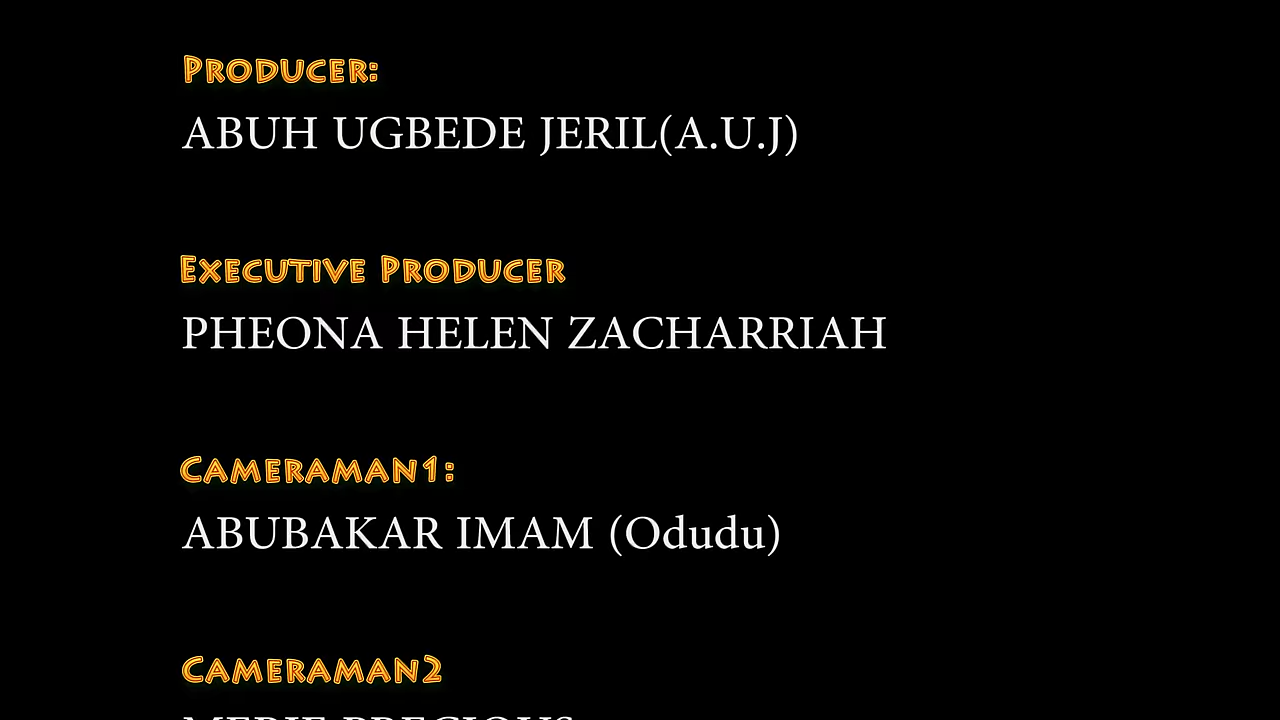 Producer:
ABUH UGBEDE JERIL(A.U.J)
Executive Producer
PHEONA HELEN ZACHARRIAH
Cameraman1:
ABUBAKAR IMAM (Odudu)
Cameraman2